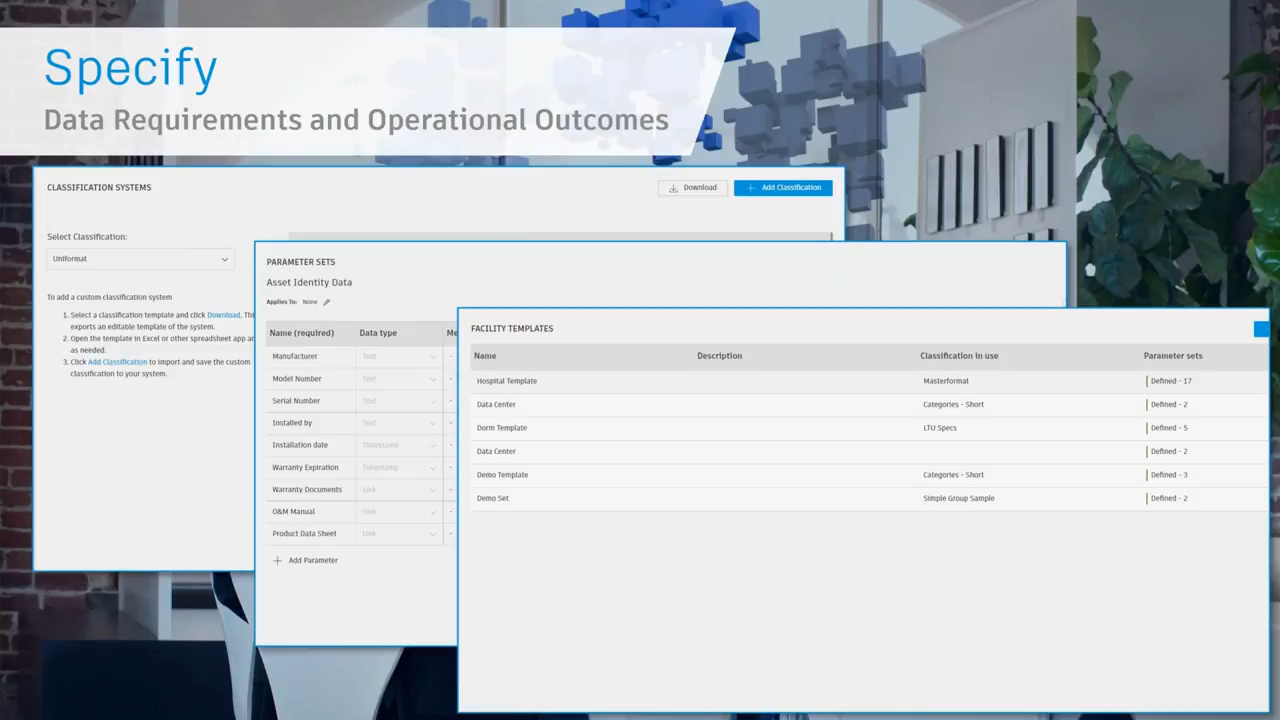 Specify
Data Requirements and Operational Outcomes
CLASSIFICATION SYSTEMS
Download
Add Classification
Select Classification:
Uniformat
To add a custom classification system
1. Select a classification template and click Download.
exports an editable template of the system.
2. Open the template in Excel or other spreadsheet app
as needed.
3. Click Add Classification to import and save the custom
classification to your system.
PARAMETER SETS
Asset Identity Data
Applies To: None
Name (required) Data type
Manufacturer Text -
Model Number Text -
Serial Number Text -
Installed by Text -
Installation date Timestamp -
Warranty Expiration Timestamp -
Warranty Documents Link -
O&M Manual Link -
Product Data Sheet Link -
Add Parameter
FACILITY TEMPLATES
Name Description Classification in use Parameter sets
Hospital Template Masterformat Defined - 17
Data Center Categories - Short Defined - 2
Dorm Template LTU Specs Defined - 5
Data Center Defined - 2
Demo Template Categories - Short Defined - 3
Demo Set Simple Group Sample Defined - 2